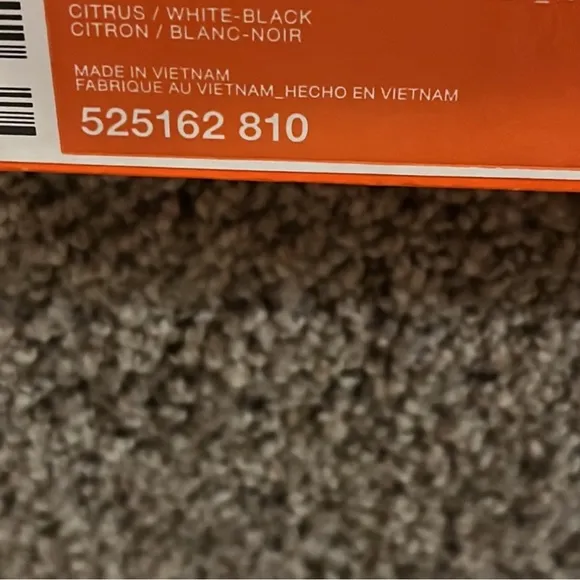 CITRUS / WHITE-BLACK
CITRON / BLANC-NOIR
MADE IN VIETNAM
FABRIQUE AU VIETNAM_HECHO EN VIETNAM
525162 810